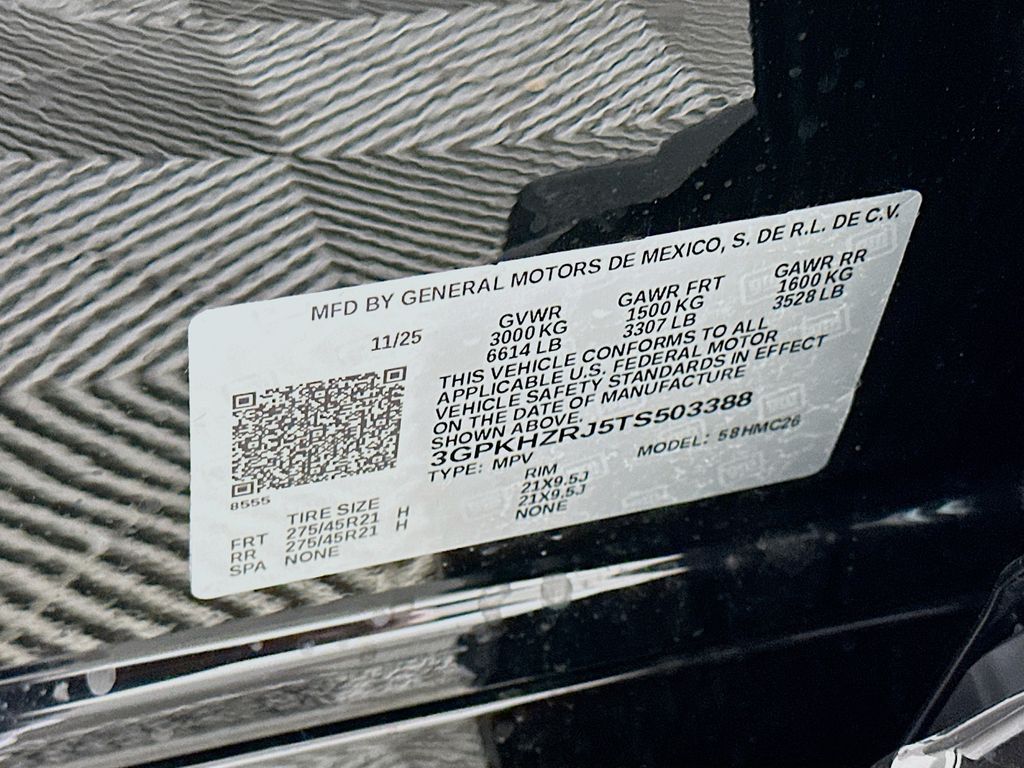 MFD BY GENERAL MOTORS DE MEXICO, S. DE R.L. DE C.V.
11/25
GVWR GAWR FRT GAWR RR
3000 KG 1500 KG 1600 KG
6614 LB 3307 LB 3528 LB
THIS VEHICLE CONFORMS TO ALL
APPLICABLE U.S. FEDERAL MOTOR
VEHICLE SAFETY STANDARDS IN EFFECT
ON THE DATE OF MANUFACTURE
SHOWN ABOVE.
3GPKHZRJ5TS503388
TYPE: MPV MODEL: 58HMC26
8555
TIRE SIZE RIM
FRT 275/45R21 H 21X9.5J
RR 275/45R21 H 21X9.5J
SPA NONE NONE